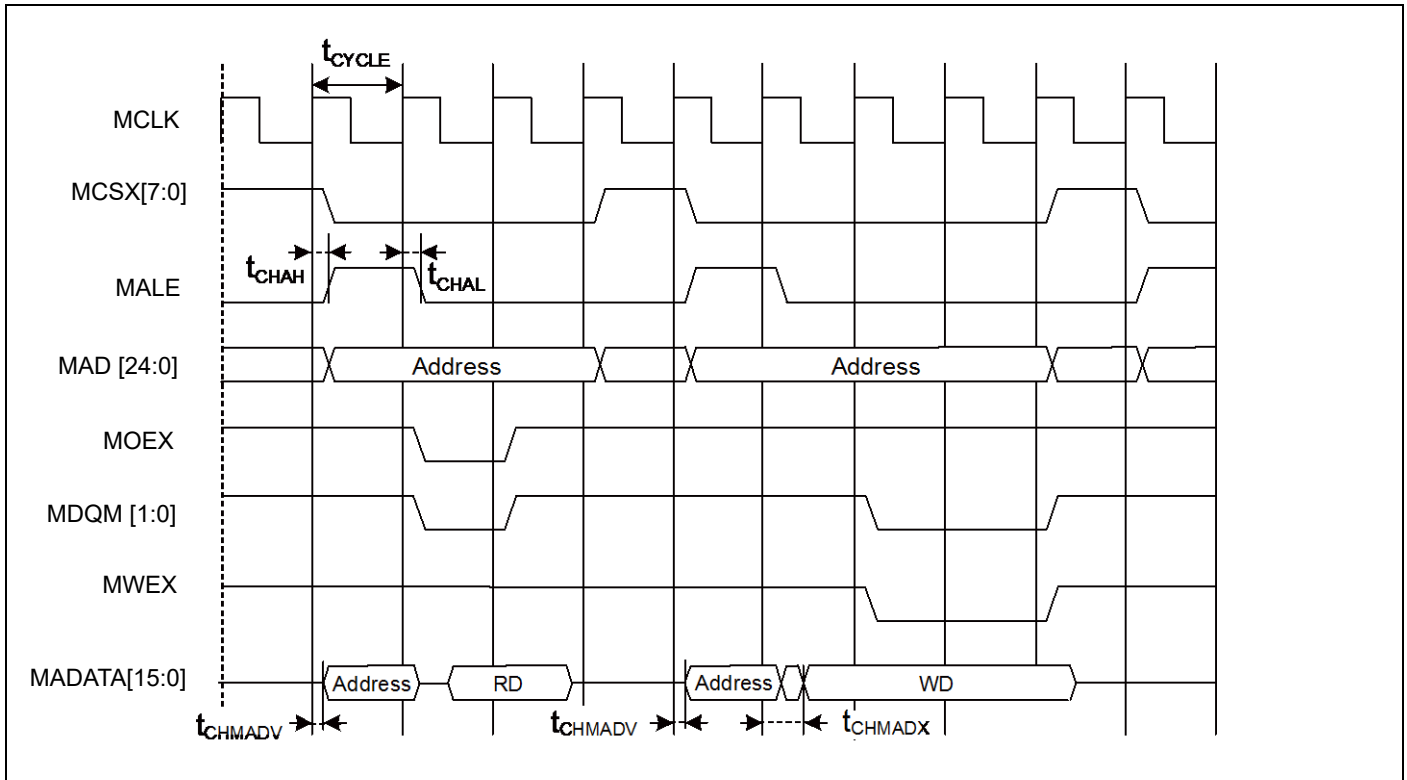 tCYCLE
MCLK
MCSX[7:0]
tCHAH
tCHAL
MALE
MAD [24:0]
Address
Address
MOEX
MDQM [1:0]
MWEX
MADATA[15:0]
Address
RD
Address
WD
tCHMADV
tCHMADV
tCHMADX